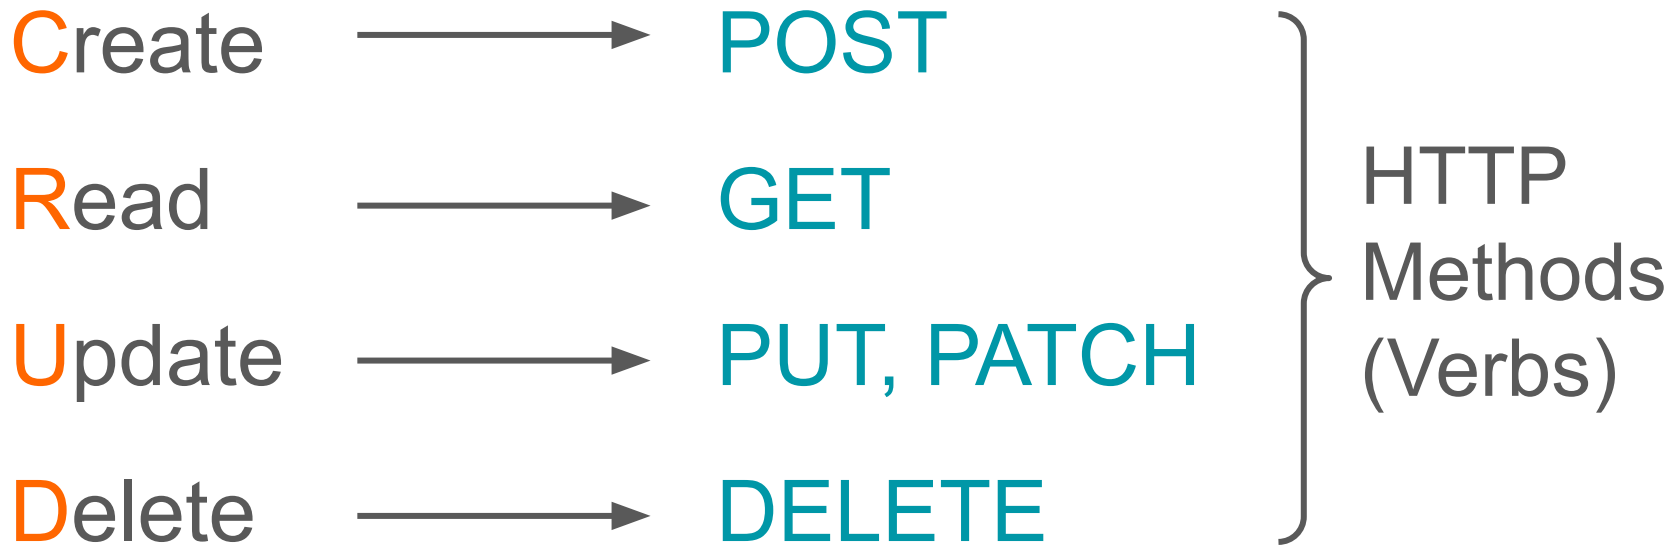 Create POST
Read GET
Update PUT, PATCH
Delete DELETE
HTTP
Methods
(Verbs)